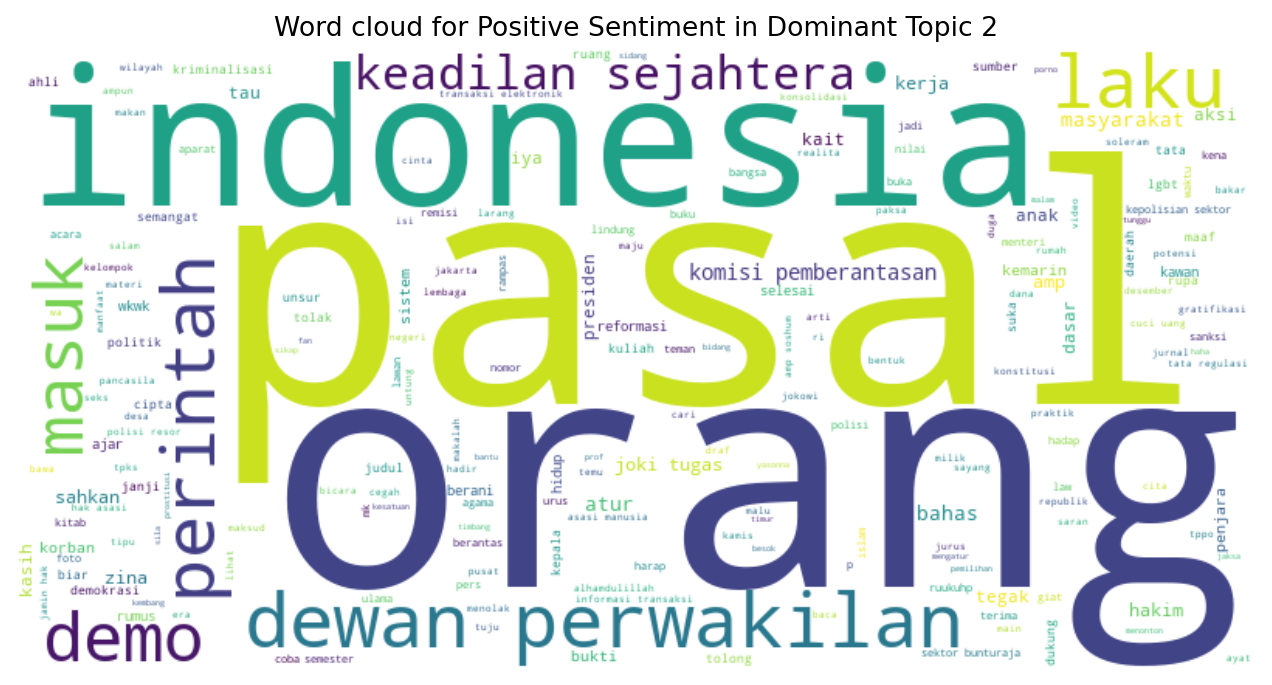 Word cloud for Positive Sentiment in Dominant Topic 2
ahli
wilayah
kriminalisasi
ruang
sidang
keadilan sejahtera
sumber
porno
laku
ampun
tau
makan
transaksi elektronik
konsolidasi
kerja
masyarakat
aksi
indonesia
aparat
cinta
iya
kait
realita
bangsa
jadi
nilai
buka
soleram
tata
kena
lgbt
maktu
bakar
semangat
isi
remisi
larang
buku
paksa
malam
anak
video
kepolisian sektor
tunggu
acara
salam
lindung
maju
duga
menteri
rumah
daerah
maaf
potensi
kelompok
materi
jakarta
lembaga
rampas
presiden
komisi pemberantasan
selesai
kemarin
amp
dana
kawan
rupa
desember
masuk
wa
manfaat
wkwk
perintah
unsur
tolak
sistem
negeri
pasal
reformasi
arti
ri
suka
dasar
gratifikasi
cuci uang
sanksi
politik
sikap
fan
lawan
untung
nomor
kuliah
teman
bidang
amp soshum
bentuk
konstitusi
jurnal
haha
tata regulasi
pancasila
seks
cipta
desa
jokowi
polisi resor
ajar
orang
makalah
cari
polisi
praktik
hadap
bawa
tpks
janji
prostitusi
judul
hadir
bantu
prof
temu
draf
joki tugas
yasonna
milik
sayang
sahkan
hak asasi
bicara
cegah
berani
agama
hidup
urus
atur
asasi manusia
malu
timur
bahas
law
cita
republik
saran
penjara
kitab
sila
mk
kesatuan
maksud
timbang
berantas
kepala
kamis
besok
islam
jurus
mengatur
pemilihan
tppo
jaksa
korban
tipu
foto
kasih
biar
zina
lihat
pusat
pers
harap
p
demokrasi
jamin hak
kembang
rumus
era
ulama
alhamdulillah
informasi transaksi
menolak
tuju
baca
ruukuhp
tegak
giat
terima
main
hakim
menonton
demo
dewan perwakilan
coba semester
bukti
tolong
sektor bunturaja
dukung
ayat